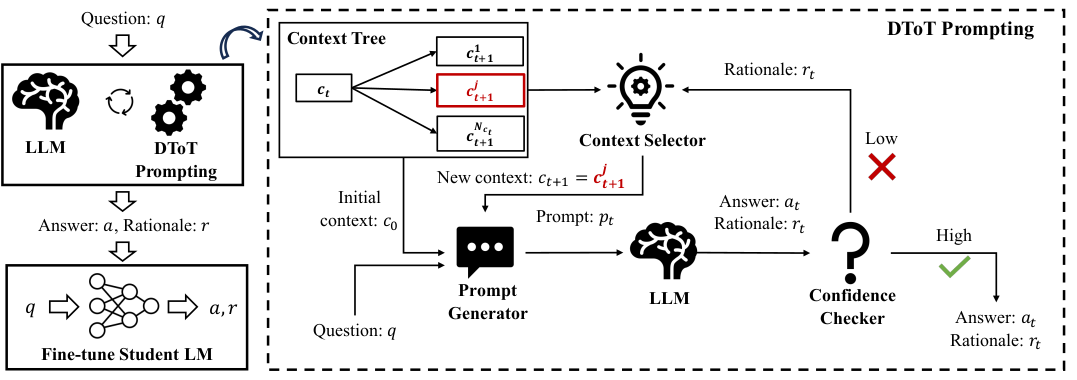 Question: q
LLM
DToT
Prompting
Answer: a, Rationale: r
q
a, r
Fine-tune Student LM
DToT Prompting
Context Tree
c_t
c_{t+1}^1
c_{t+1}^j
c_{t+1}^{N_{c_t}}
Context Selector
Rationale: r_t
Low
New context: c_{t+1} = c_{t+1}^j
Initial
context: c_0
Prompt: p_t
Answer: a_t
Rationale: r_t
High
Prompt
Generator
LLM
Confidence
Checker
Question: q
Answer: a_t
Rationale: r_t